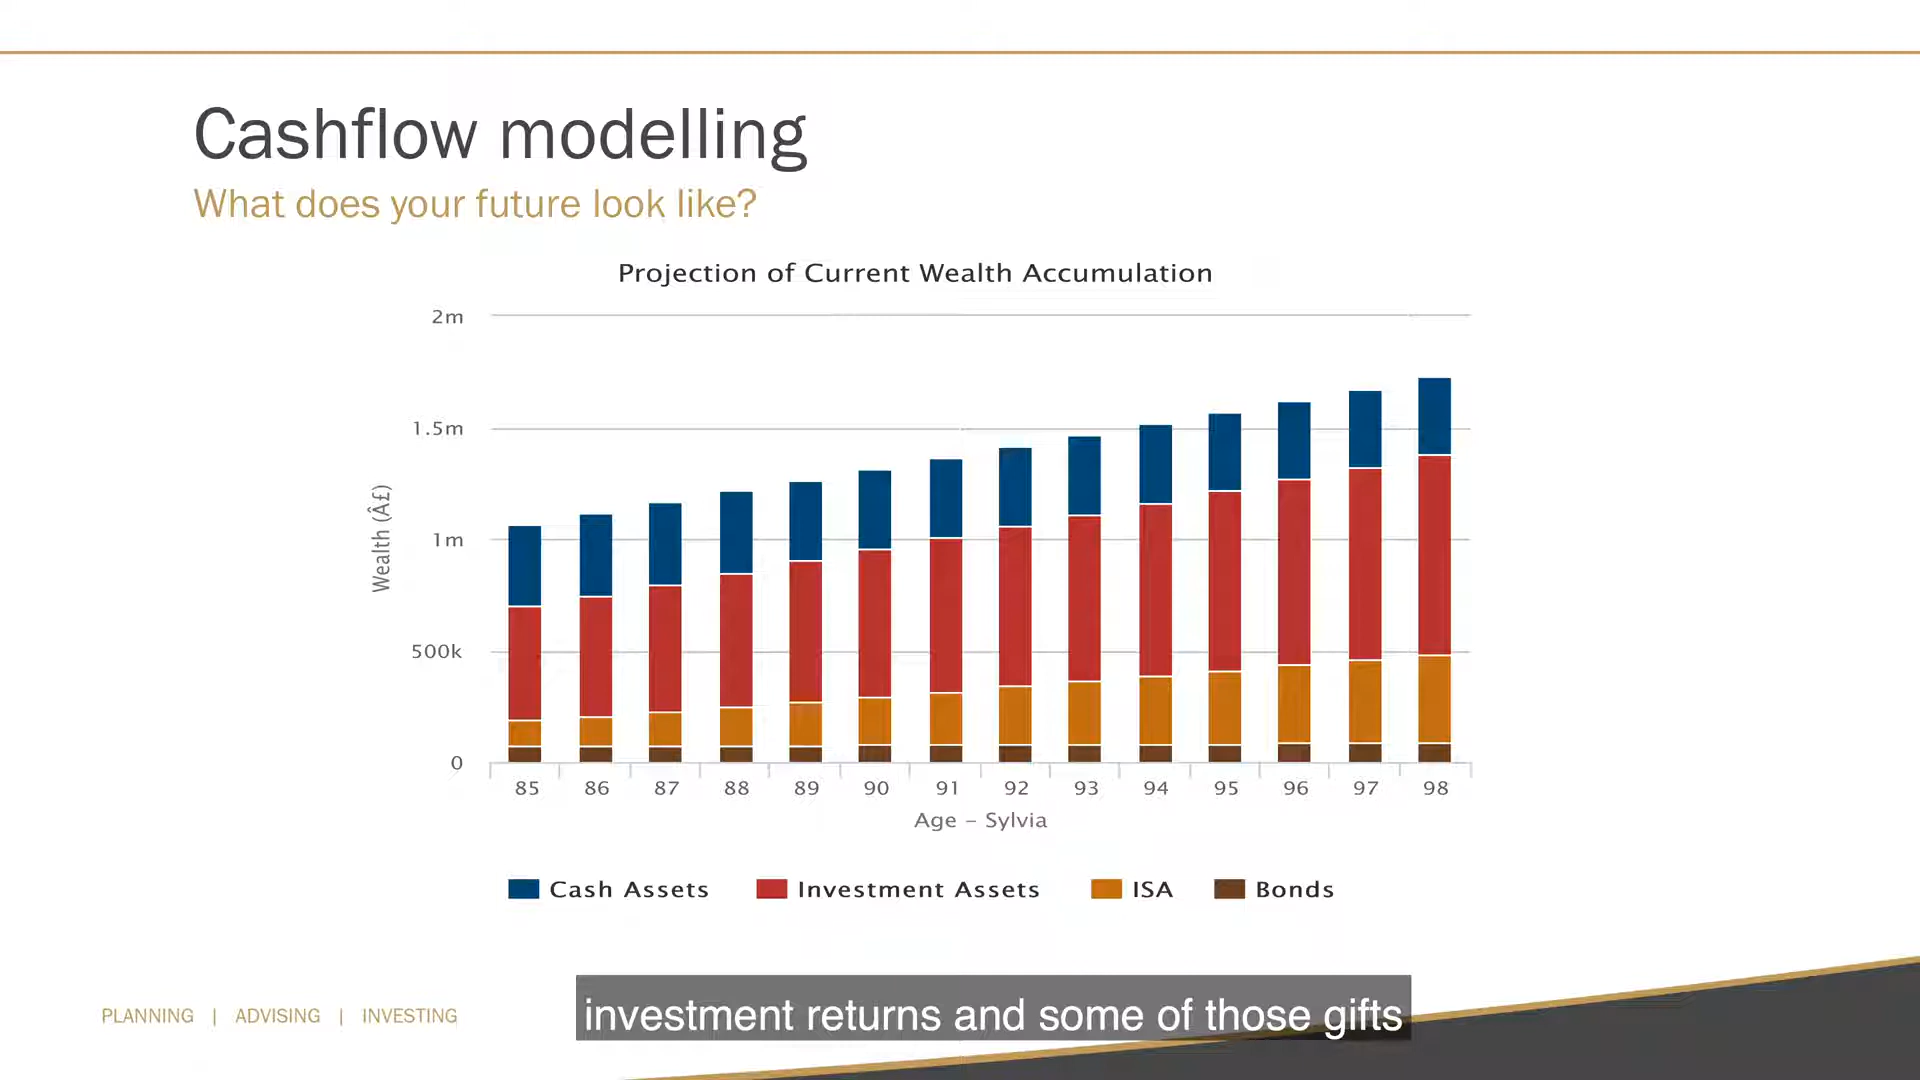 Cashflow modelling
What does your future look like?
Projection of Current Wealth Accumulation
2m
1.5m
1m
500k
0
Wealth (Â£)
85 86 87 88 89 90 91 92 93 94 95 96 97 98
Age – Sylvia
Cash Assets Investment Assets ISA Bonds
PLANNING | ADVISING | INVESTING
investment returns and some of those gifts